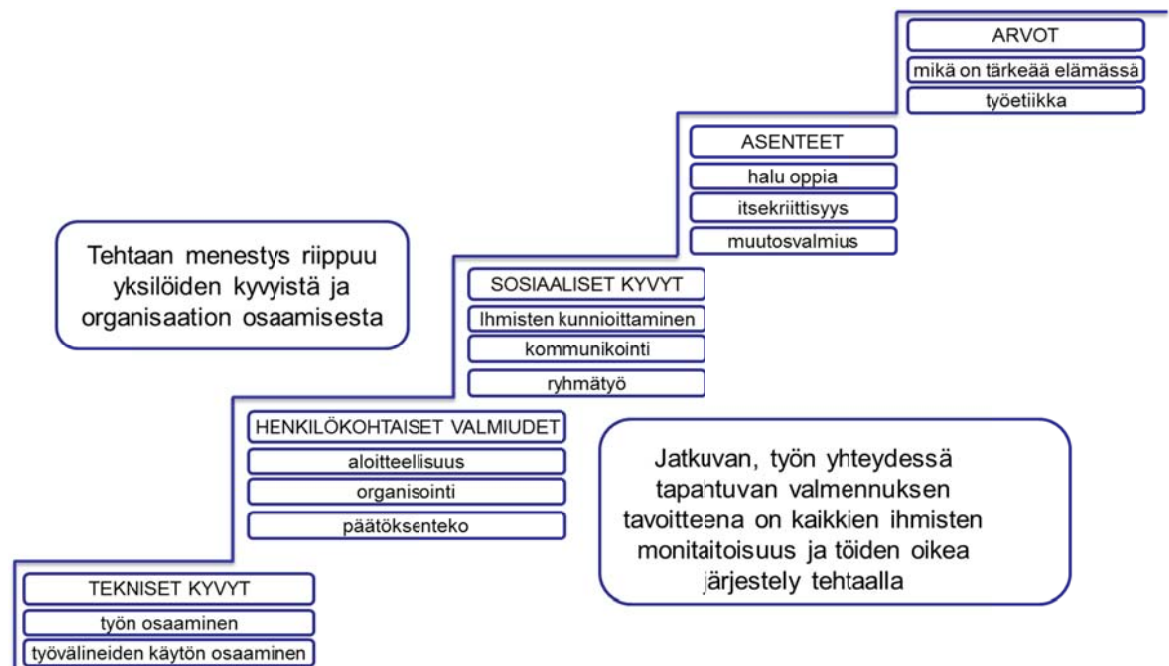 ARVOT
mikä on tärkeää elämässä
työetiikka
ASENTEET
halu oppia
itsekriittisyys
muutosvalmius
Tehtaan menestys riippuu
yksilöiden kyvyistä ja
organisaation osaamisesta
SOSIAALISET KYVYT
Ihmisten kunnioittaminen
kommunikointi
ryhmätyö
HENKILÖKOHTAISET VALMIUDET
aloitteellisuus
organisointi
päätöksenteko
Jatkuvan, työn yhteydessä
tapahtuvan valmennuksen
tavoitteena on kaikkien ihmisten
monitaitoisuus ja töiden oikea
järjestely tehtaalla
TEKNISET KYVYT
työn osaaminen
työvälineiden käytön osaaminen